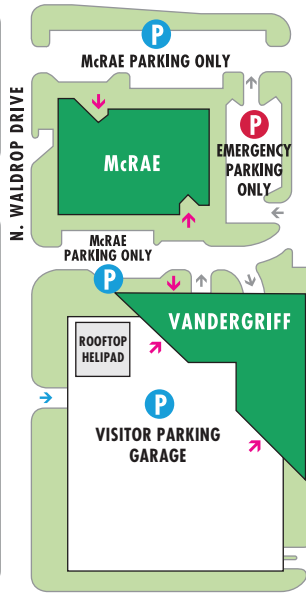 P
McRAE PARKING ONLY
N. WALDROP DRIVE
McRAE
P
EMERGENCY
PARKING
ONLY
McRAE
PARKING ONLY
P
VANDERGRIFF
ROOFTOP
HELIPAD
P
VISITOR PARKING
GARAGE